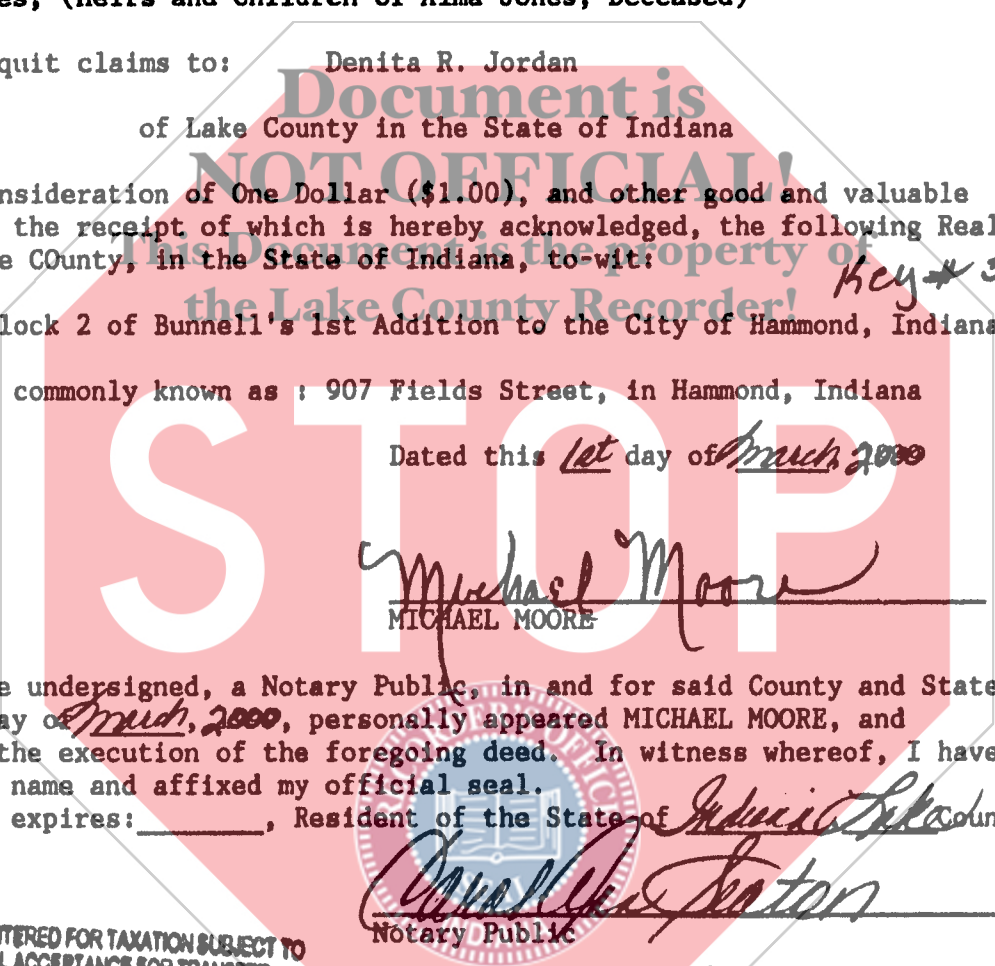 es, (Heirs and Children of Alma Jones, Deceased)
quit claims to: Denita R. Jordan
Document is
of Lake County in the State of Indiana
NOT OFFICIAL!
nsideration of One Dollar ($1.00), and other good and valuable
the receipt of which is hereby acknowledged, the following Real
This Document is the property of
e COunty, in the State of Indiana, to-wit:
Key # 3
the Lake County Recorder!
lock 2 of Bunnell's 1st Addition to the City of Hammond, Indiana
commonly known as : 907 Fields Street, in Hammond, Indiana
STOP
Dated this 1st day of March, 2000
Michael Moore
MICHAEL MOORE
e undersigned, a Notary Public, in and for said County and State
ay of March, 2000, personally appeared MICHAEL MOORE, and
the execution of the foregoing deed. In witness whereof, I have
name and affixed my official seal.
expires:________, Resident of the State of Indiana Lake Coun
Seaton
Notary Public
RECORDER'S OFFICE
SEAL
TERED FOR TAXATION SUBJECT TO
L ACCEPTANCE FOR TRANSFER